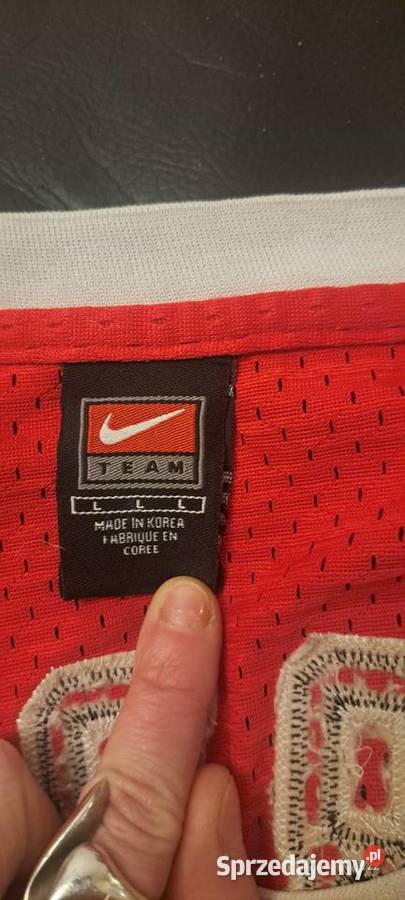 TEAM
L L L
MADE IN KOREA
FABRIQUE EN
COREE
Sprzedajemy.pl